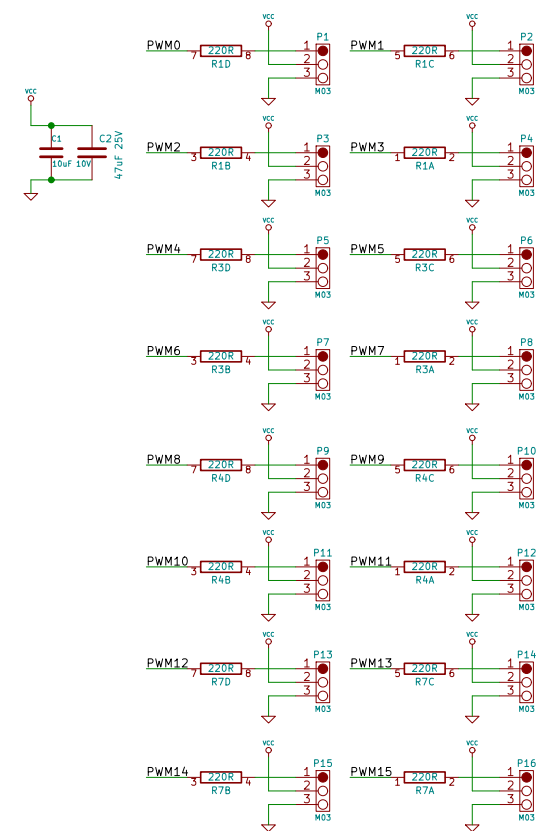 VCC
C1
10uF 10V
C2
47uF 25V
VCC
PWM0 7 220R 8 R1D P1 1 2 3 M03
VCC
PWM1 5 220R 6 R1C P2 1 2 3 M03
VCC
PWM2 3 220R 4 R1B P3 1 2 3 M03
VCC
PWM3 1 220R 2 R1A P4 1 2 3 M03
VCC
PWM4 7 220R 8 R3D P5 1 2 3 M03
VCC
PWM5 5 220R 6 R3C P6 1 2 3 M03
VCC
PWM6 3 220R 4 R3B P7 1 2 3 M03
VCC
PWM7 1 220R 2 R3A P8 1 2 3 M03
VCC
PWM8 7 220R 8 R4D P9 1 2 3 M03
VCC
PWM9 5 220R 6 R4C P10 1 2 3 M03
VCC
PWM10 3 220R 4 R4B P11 1 2 3 M03
VCC
PWM11 1 220R 2 R4A P12 1 2 3 M03
VCC
PWM12 7 220R 8 R7D P13 1 2 3 M03
VCC
PWM13 5 220R 6 R7C P14 1 2 3 M03
VCC
PWM14 3 220R 4 R7B P15 1 2 3 M03
VCC
PWM15 1 220R 2 R7A P16 1 2 3 M03